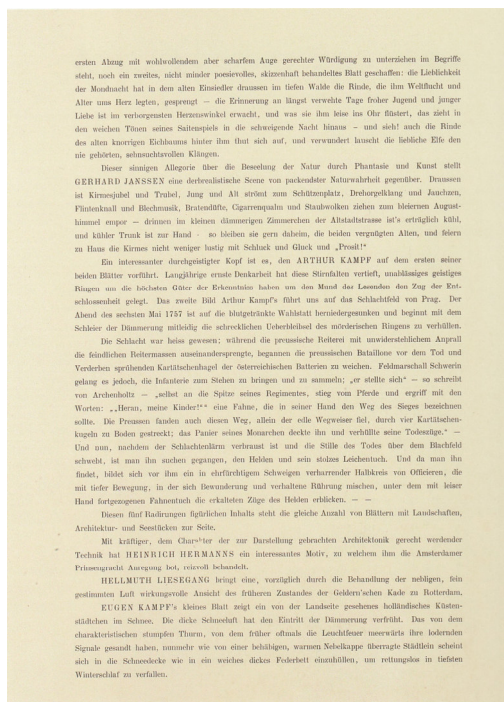 ersten Abzug mit wohlwollendem aber scharfem Auge gerechter Würdigung zu unterziehen im Begriffe
steht, noch ein zweites, nicht minder poesievolles, skizzenhaft behandeltes Blatt geschaffen: die Lieblichkeit
der Mondnacht hat in dem alten Einsiedler draussen im tiefen Walde die Rinde, die ihm Weltflucht und
Alter ums Herz legten, gesprengt — die Erinnerung an längst verwehte Tage froher Jugend und junger
Liebe ist im verborgensten Herzenswinkel erwacht, und was sie ihm leise ins Ohr flüstert, das zieht in
den weichen Tönen seines Saitenspiels in die schweigende Nacht hinaus — und sieh! auch die Rinde
des alten knorrigen Eichbaums hinter ihm thut sich auf, und verwundert lauscht die liebliche Elfe den
nie gehörten, sehnsuchtavollen Klängen.
Dieser sinnigen Allegorie über die Beseelung der Natur durch Phantasie und Kunst stellt
GERHARD JANSSEN eine derbrealistische Scene von packendster Naturwahrheit gegenüber. Draussen
ist Kirmesjubel und Trubel, Jung und Alt strömt zum Schützenplatz, Drehorgelklang und Jauchzen,
Flintenknall und Blechmusik, Bratendüfte, Cigarrenqualm und Staubwolken ziehen zum bleiernen August-
himmel empor — drinnen im kleinen dämmerigen Zimmerchen der Altstadtstrasse ist's erträglich kühl,
und kühler Trunk ist zur Hand - so bleiben sie gern daheim, die beiden vergnügten Alten, und feiern
zu Haus die Kirmes nicht weniger lustig mit Schluck und Gluck und „Prosit!“
Ein interessanter durchgeistigter Kopf ist es, den ARTHUR KAMPF auf dem ersten seiner
beiden Blätter vorführt. Langjährige ernste Denkarbeit hat diese Stirnfalten vertieft, unablässiges geistiges
Ringen um die höchsten Güter der Erkenntniss haben um den Mund des Lesenden den Zug der Ent-
schlossenheit gelegt. Das zweite Bild Arthur Kampf's führt uns auf das Schlachtfeld von Prag. Der
Abend des sechsten Mai 1757 ist auf die blutgetränkte Wahlstatt herniedergesunken und beginnt mit dem
Schleier der Dämmerung mitleidig die schrecklichen Ueberbleibsel des mörderischen Ringens zu verhüllen.
Die Schlacht war heiss gewesen; während die preussische Reiterei mit unwiderstehlichem Anprall
die feindlichen Reitermassen auseinandersprengte, begannen die preussischen Bataillone vor dem Tod und
Verderben sprühenden Kartätschenhagel der österreichischen Batterien zu weichen. Feldmarschall Schwerin
gelang es jedoch, die Infanterie zum Stehen zu bringen und zu sammeln; „er stellte sich“ — so schreibt
von Archenholtz — „selbst an die Spitze seines Regimentes, stieg vom Pferde und ergriff mit den
Worten: „„Heran, meine Kinder!““ eine Fahne, die in seiner Hand den Weg des Sieges bezeichnen
sollte. Die Preussen fanden auch diesen Weg, allein der edle Wegweiser fiel, durch vier Kartätschen-
kugeln zu Boden gestreckt; das Panier seines Monarchen deckte ihn und verhüllte seine Todeszüge.“ —
Und nun, nachdem der Schlachtenlärm verbraust ist und die Stille des Todes über dem Blachfeld
schwebt, ist man ihn suchen gegangen, den Helden und sein stolzes Leichentuch. Und da man ihn
findet, bildet sich vor ihm ein in ehrfürchtigem Schweigen verharrender Halbkreis von Officieren, die
mit tiefer Bewegung, in der sich Bewunderung und verhaltene Rührung mischen, unter dem mit leiser
Hand fortgezogenen Fahnentuch die erkalteten Züge des Helden erblicken. — —
Diesen fünf Radirungen figürlichen Inhalts steht die gleiche Anzahl von Blättern mit Landschaften,
Architektur- und Seestücken zur Seite.
Mit kräftiger, dem Charakter der zur Darstellung gebrachten Architektonik gerecht werdender
Technik hat HEINRICH HERMANNS ein interessantes Motiv, zu welchem ihm die Amsterdamer
Prinsengracht Anregung bot, reizvoll behandelt.
HELLMUTH LIESEGANG bringt eine, vorzüglich durch die Behandlung der nebligen, fein
gestimmten Luft wirkungsvolle Ansicht des früheren Zustandes der Geldern'schen Kade zu Rotterdam,
EUGEN KAMPF's kleines Blatt zeigt ein von der Landseite gesehenes holländisches Küsten-
städtchen im Schnee. Die dicke Schneeluft hat den Eintritt der Dämmerung verfrüht. Das von dem
charakteristischen stumpfen Thurm, von dem früher oftmals die Leuchtfeuer meerwärts ihre lodernden
Signale gesandt haben, nunmehr wie von einer behäbigen, warmen Nebelkappe überragte Städtlein scheint
sich in die Schneedecke wie in ein weiches dickes Federbett einzuhüllen, um rettungslos in tiefsten
Winterschlaf zu verfallen.